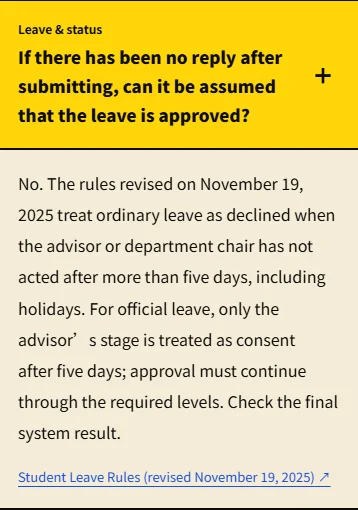 Leave & status
If there has been no reply after
submitting, can it be assumed
that the leave is approved?
+
No. The rules revised on November 19,
2025 treat ordinary leave as declined when
the advisor or department chair has not
acted after more than five days, including
holidays. For official leave, only the
advisor’s stage is treated as consent
after five days; approval must continue
through the required levels. Check the final
system result.
Student Leave Rules (revised November 19, 2025) ↗